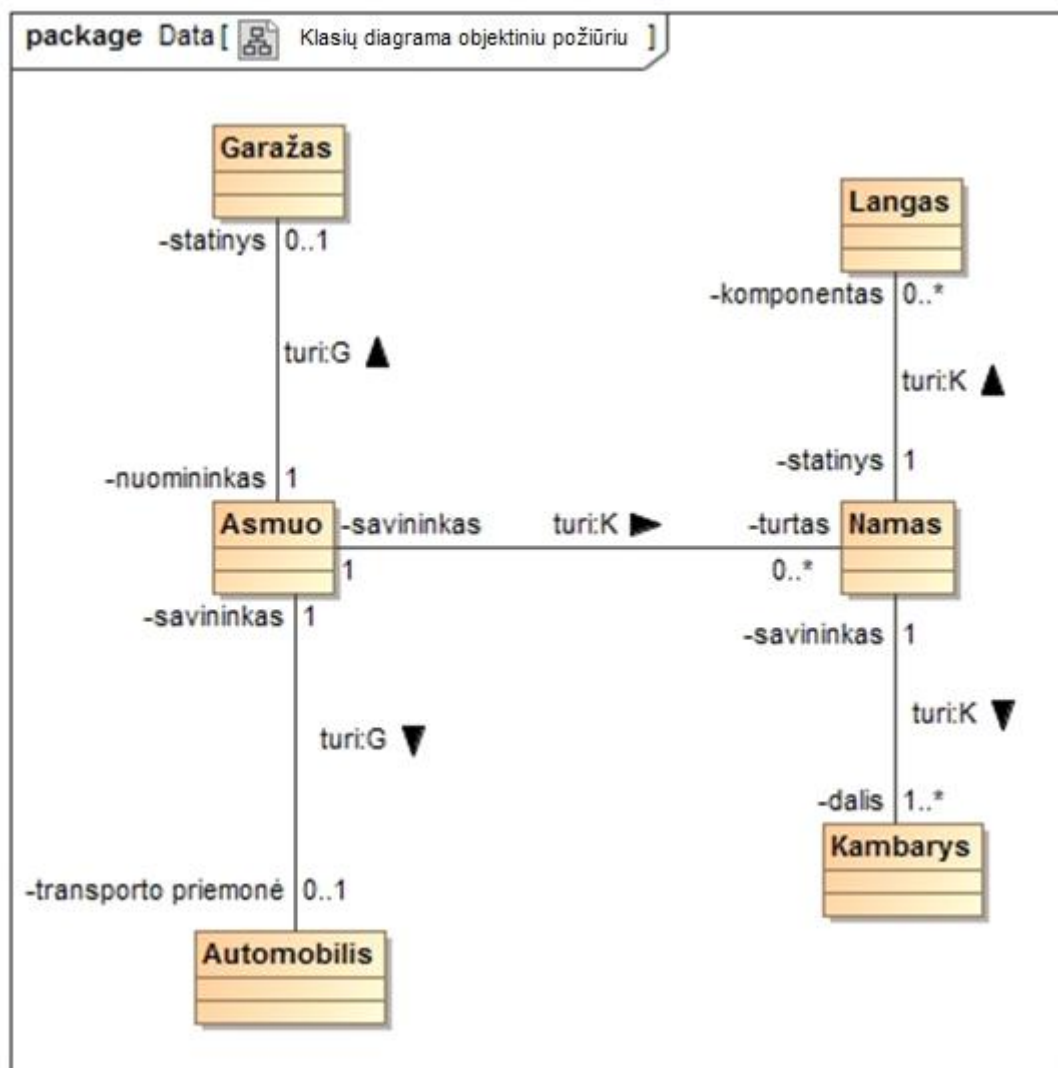 package Data [ Klasių diagrama objektiniu požiūriu ]
Garažas
-statinys 0..1
turi:G
-nuomininkas 1
Langas
-komponentas 0..*
turi:K
-statinys 1
Asmuo
-savininkas turi:K -turtas
1 0..*
Namas
-savininkas 1
turi:G
-transporto priemonė 0..1
Automobilis
-savininkas 1
turi:K
-dalis 1..*
Kambarys